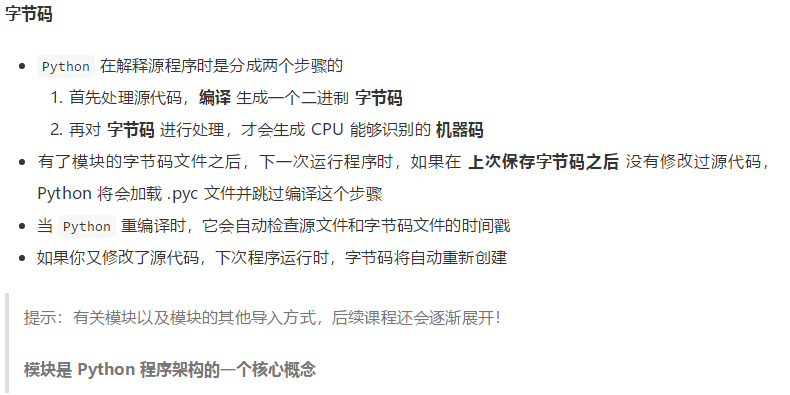 字节码
Python 在解释源程序时是分成两个步骤的
1. 首先处理源代码，编译 生成一个二进制 字节码
2. 再对 字节码 进行处理，才会生成 CPU 能够识别的 机器码
有了模块的字节码文件之后，下一次运行程序时，如果在 上次保存字节码之后 没有修改过源代码，
Python 将会加载 .pyc 文件并跳过编译这个步骤
当 Python 重编译时，它会自动检查源文件和字节码文件的时间戳
如果你又修改了源代码，下次程序运行时，字节码将自动重新创建
提示：有关模块以及模块的其他导入方式，后续课程还会逐渐展开！
模块是 Python 程序架构的一个核心概念